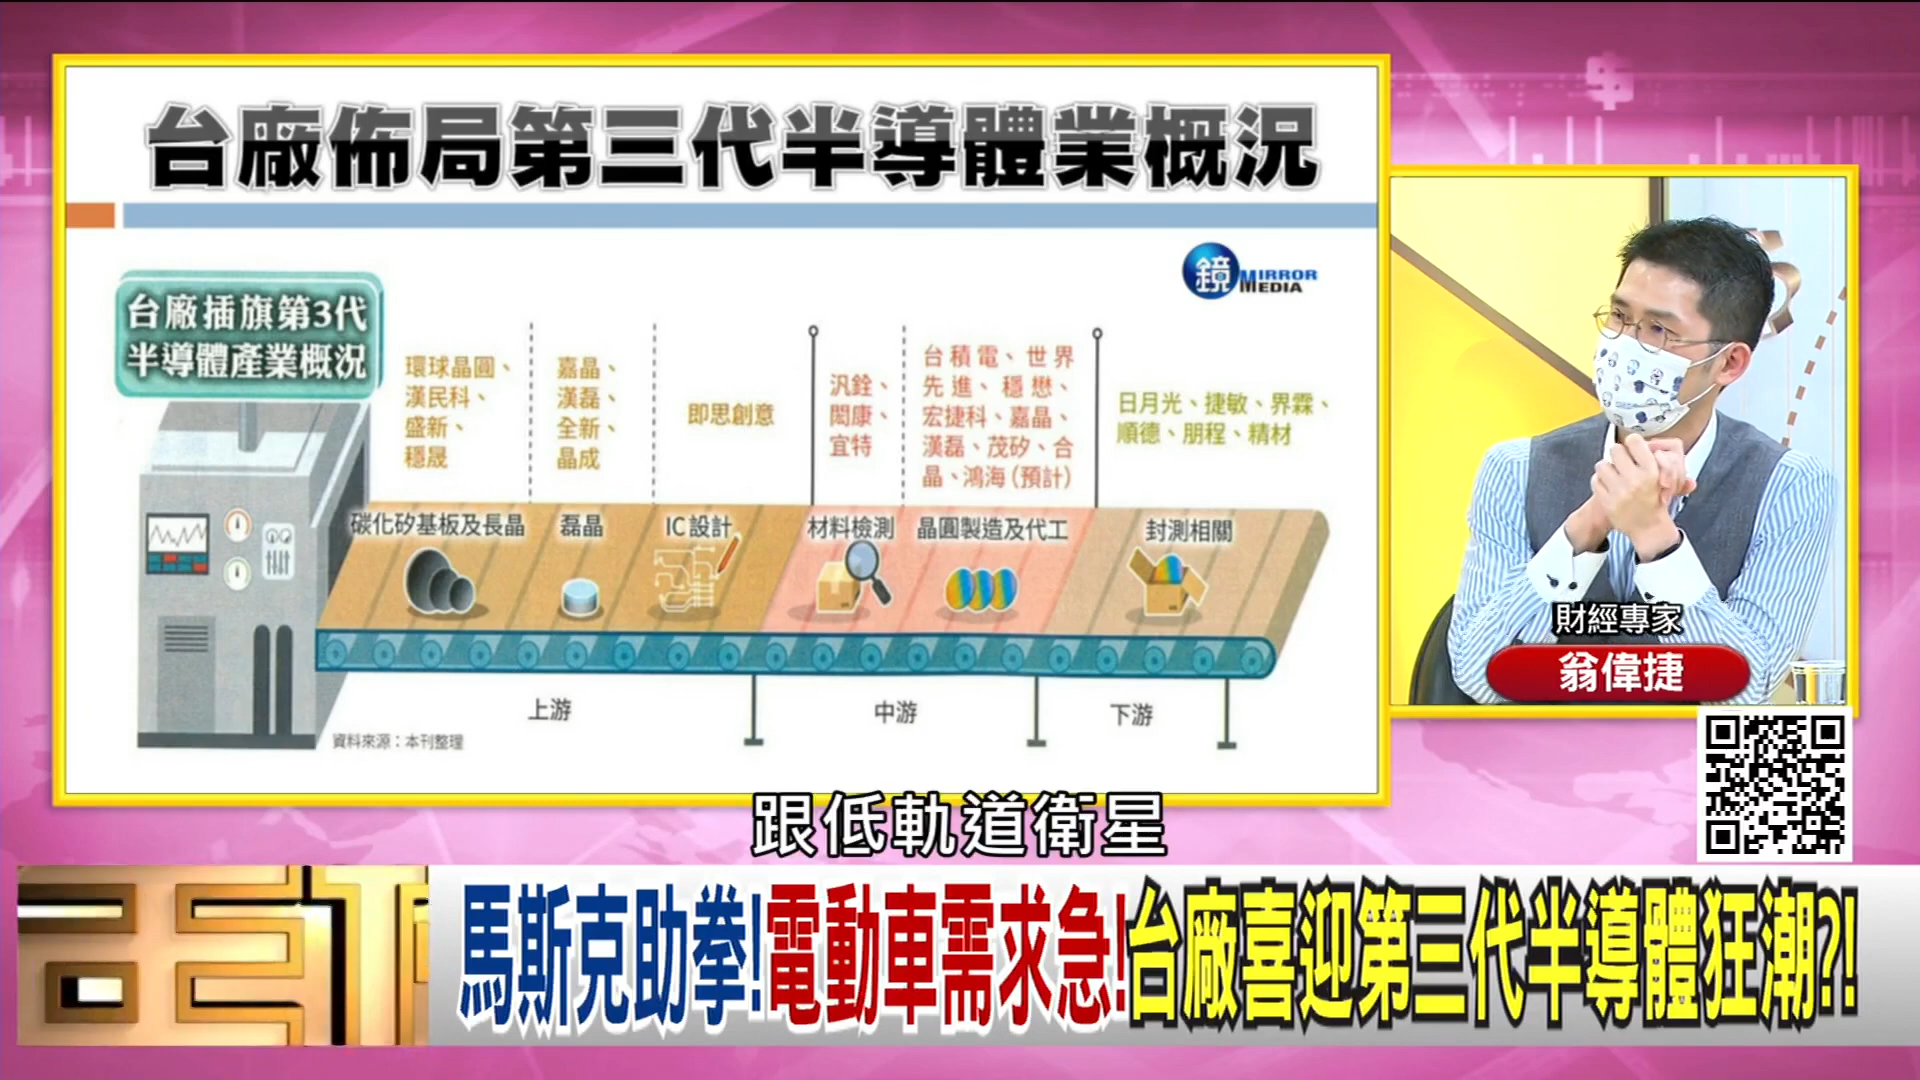 台廠佈局第三代半導體業概況
鏡 MIRROR
MEDIA
台廠插旗第3代
半導體產業概況
環球晶圓、
漢民科、
盛新、
穩晟
嘉晶、
漢磊、
全新、
晶成
即思創意
汎銓、
閎康、
宜特
台積電、世界
先進、穩懋、
宏捷科、嘉晶、
漢磊、茂矽、合
晶、鴻海(預計)
日月光、捷敏、界霖、
順德、朋程、精材
碳化矽基板及長晶
磊晶
IC設計
材料檢測
晶圓製造及代工
封測相關
上游
中游
下游
資料來源：本刊整理
財經專家
翁偉捷
跟低軌道衛星
馬斯克助拳!電動車需求急!台廠喜迎第三代半導體狂潮?!